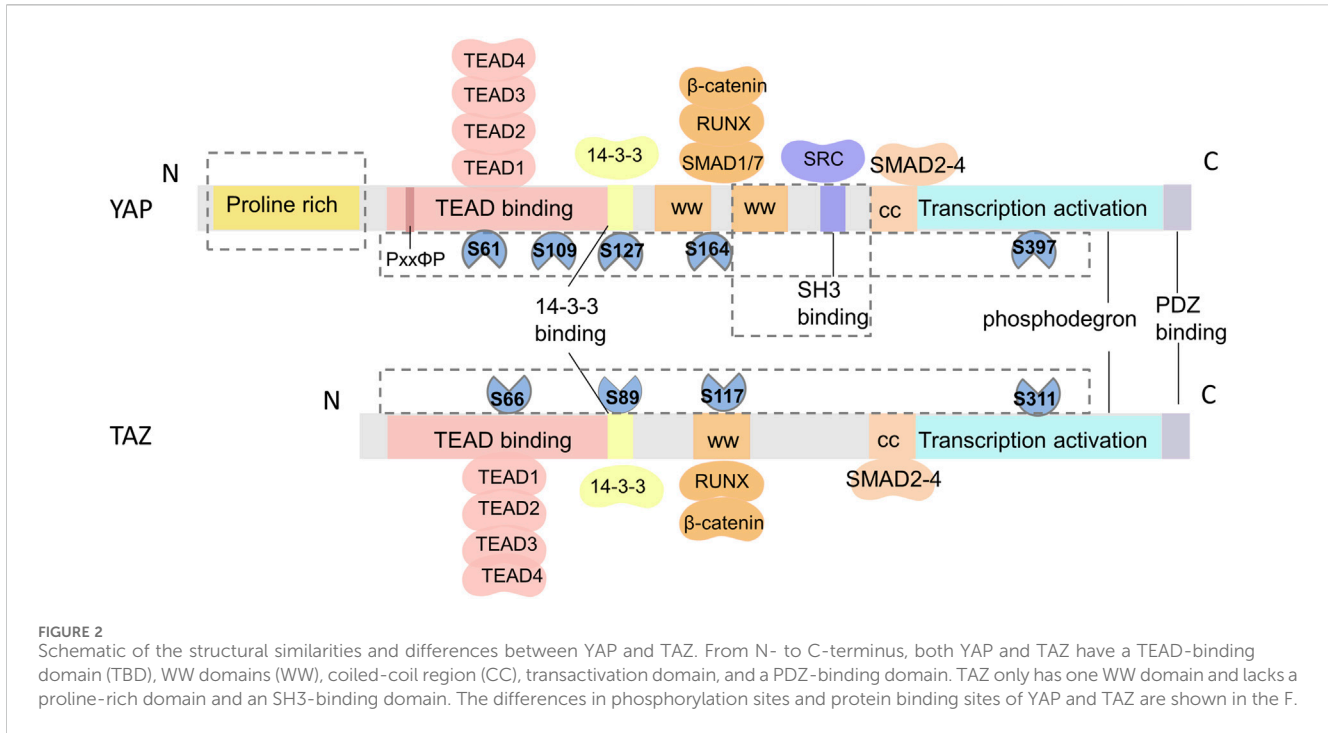 TEAD4
TEAD3
TEAD2
TEAD1
β-catenin
RUNX
SMAD1/7
14-3-3
SRC
SMAD2-4
N
C
YAP
Proline rich
TEAD binding
ww
ww
cc
Transcription activation
PxxΦP
S61
S109
S127
S164
S397
14-3-3
binding
SH3
binding
phosphodegron
PDZ
binding
N
C
S66
S89
S117
S311
TAZ
TEAD binding
ww
cc
Transcription activation
TEAD1
TEAD2
TEAD3
TEAD4
14-3-3
RUNX
β-catenin
SMAD2-4
FIGURE 2
Schematic of the structural similarities and differences between YAP and TAZ. From N- to C-terminus, both YAP and TAZ have a TEAD-binding
domain (TBD), WW domains (WW), coiled-coil region (CC), transactivation domain, and a PDZ-binding domain. TAZ only has one WW domain and lacks a
proline-rich domain and an SH3-binding domain. The differences in phosphorylation sites and protein binding sites of YAP and TAZ are shown in the F.